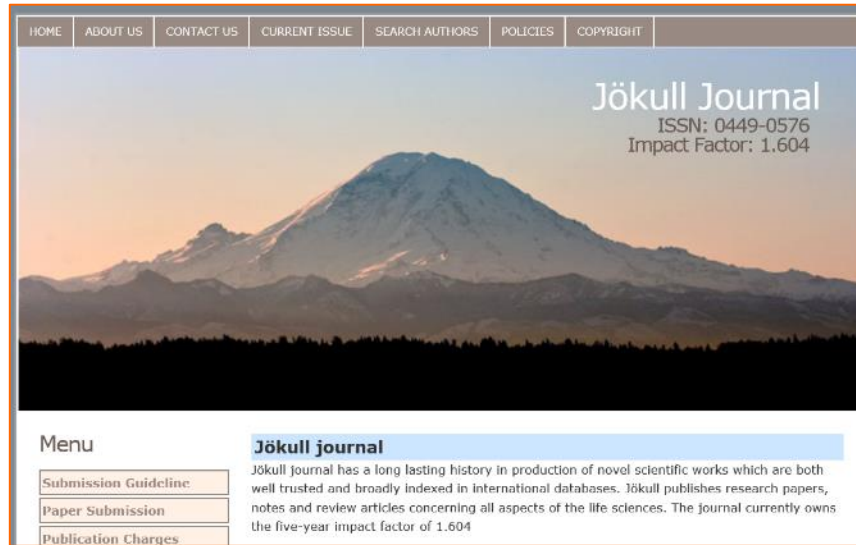 HOME ABOUT US CONTACT US CURRENT ISSUE SEARCH AUTHORS POLICIES COPYRIGHT
Jökull Journal
ISSN: 0449-0576
Impact Factor: 1.604
Menu
Submission Guideline
Paper Submission
Publication Charges
Jökull journal
Jökull journal has a long lasting history in production of novel scientific works which are both
well trusted and broadly indexed in international databases. Jökull publishes research papers,
notes and review articles concerning all aspects of the life sciences. The journal currently owns
the five-year impact factor of 1.604